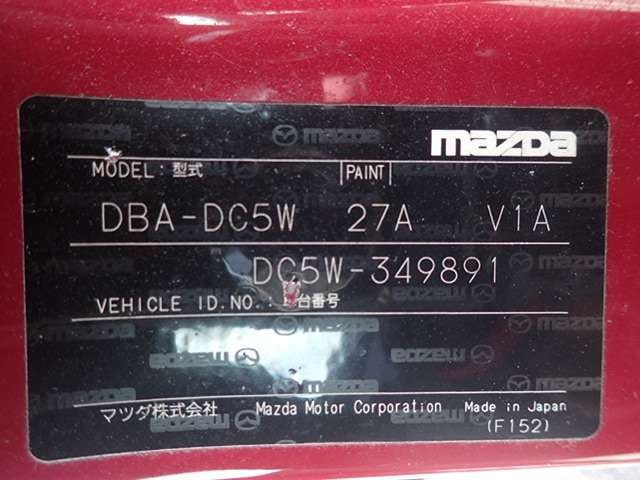 mazda
MODEL: 型式 PAINT
DBA-DC5W 27A V1A
DC5W-349891
VEHICLE ID.NO.: 台番号
マツダ株式会社 Mazda Motor Corporation Made in Japan
(F152)